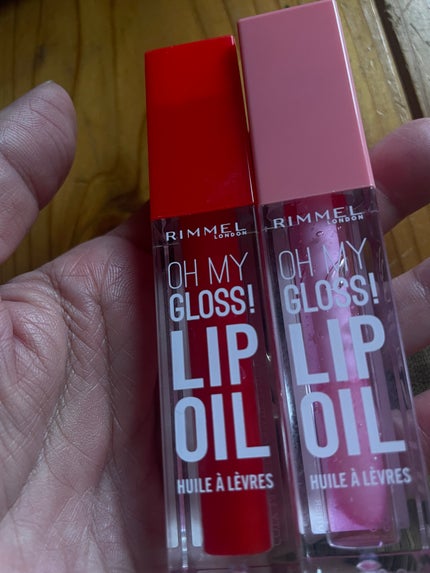 RIMMEL
LONDON
OH MY
GLOSS!
LIP
OIL
HUILE À LÈVRES
RIMMEL
LONDON
OH MY
GLOSS!
LIP
OIL
HUILE À LÈVRES